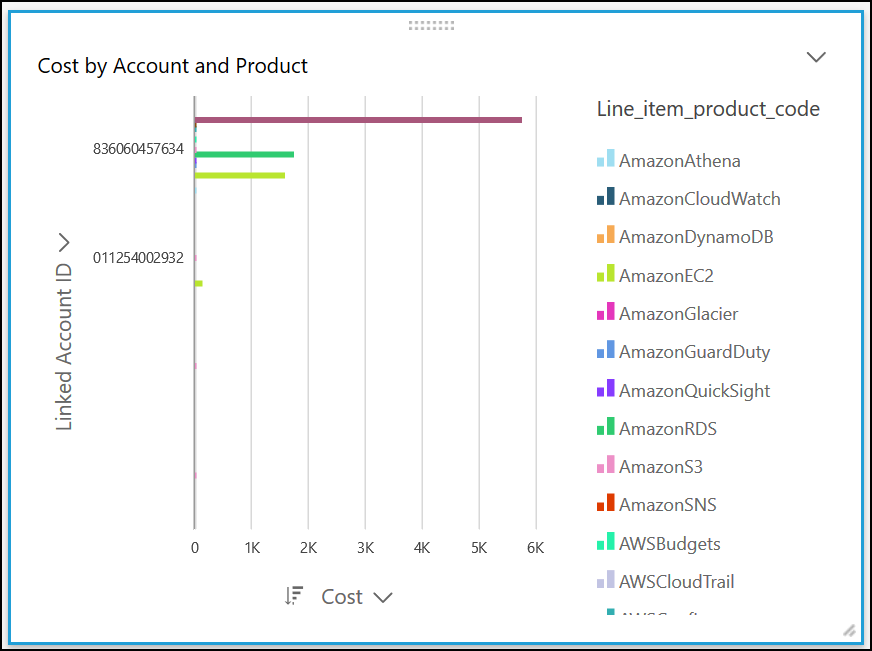 Cost by Account and Product
Line_item_product_code
AmazonAthena
AmazonCloudWatch
AmazonDynamoDB
AmazonEC2
AmazonGlacier
AmazonGuardDuty
AmazonQuickSight
AmazonRDS
AmazonS3
AmazonSNS
AWSBudgets
AWSCloudTrail
Linked Account ID
836060457634
011254002932
0 1K 2K 3K 4K 5K 6K
Cost